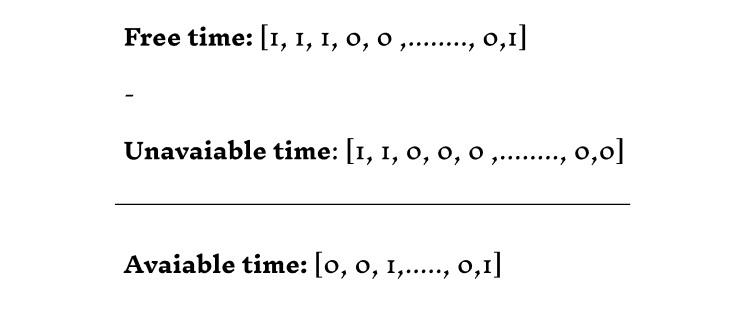 Free time: [1, 1, 1, 0, 0 ,........, 0,1]
-
Unavaiable time: [1, 1, 0, 0, 0 ,........, 0,0]
Avaiable time: [0, 0, 1,....., 0,1]